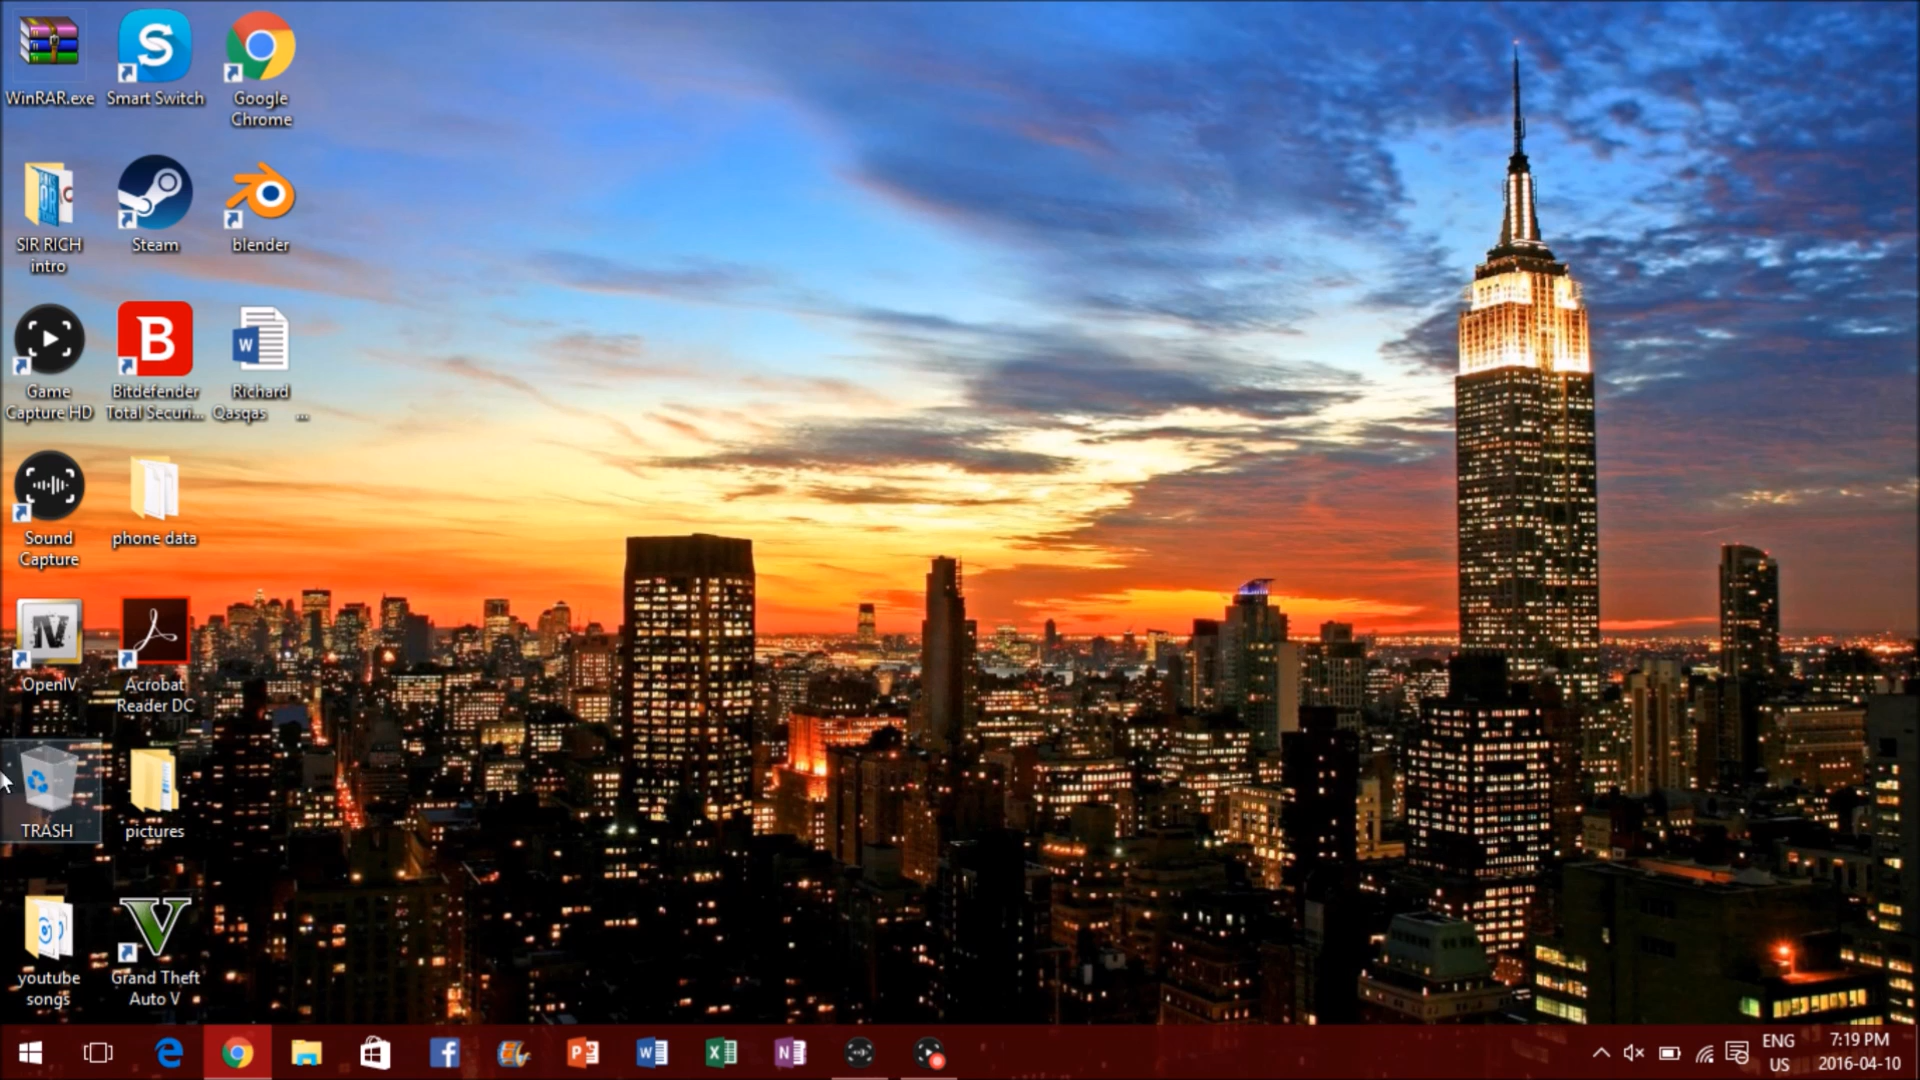 WinRAR.exe
Smart Switch
Google
Chrome
SIR RICH
intro
Steam
blender
Game
Capture HD
Bitdefender
Total Securi...
Richard
Qasqas ...
Sound
Capture
phone data
OpenIV
Acrobat
Reader DC
TRASH
pictures
youtube
songs
Grand Theft
Auto V
ENG
US
7:19 PM
2016-04-10